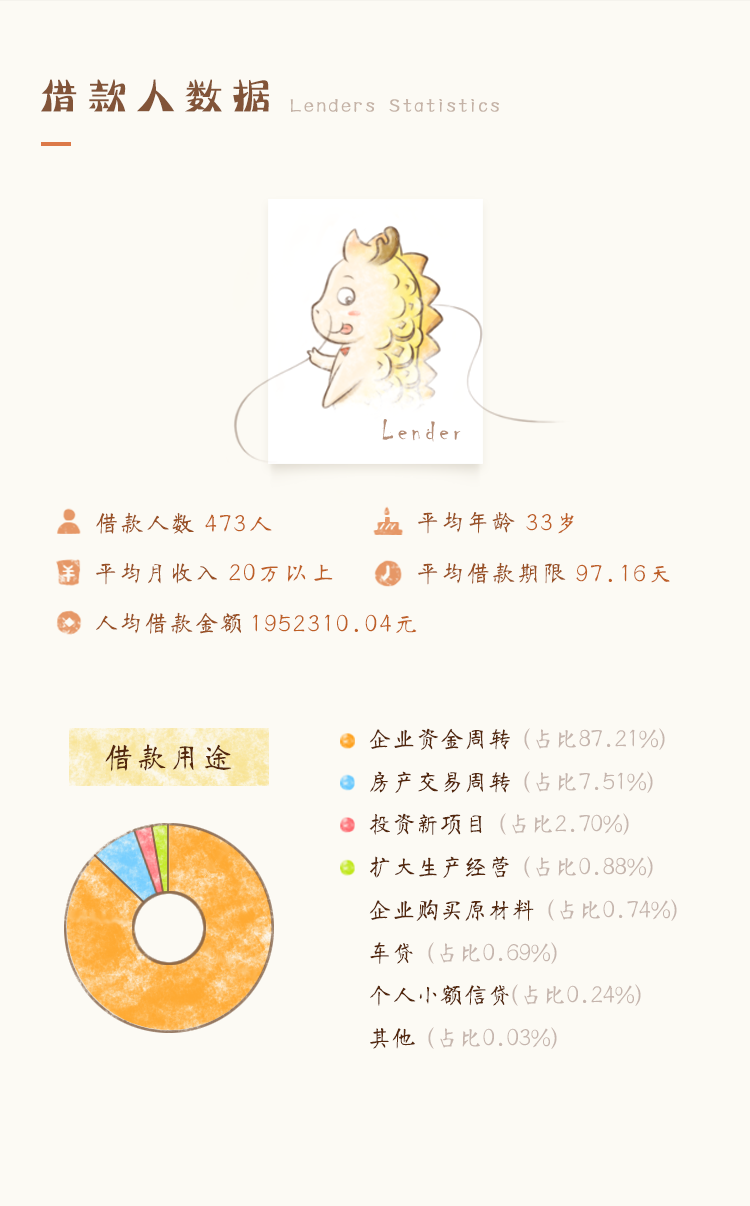 借款人数据 Lenders Statistics
Lender
借款人数 473人
平均年龄 33岁
平均月收入 20万以上
平均借款期限 97.16天
人均借款金额 1952310.04元
借款用途
企业资金周转 (占比87.21%)
房产交易周转 (占比7.51%)
投资新项目 (占比2.70%)
扩大生产经营 (占比0.88%)
企业购买原材料 (占比0.74%)
车贷 (占比0.69%)
个人小额信贷(占比0.24%)
其他 (占比0.03%)